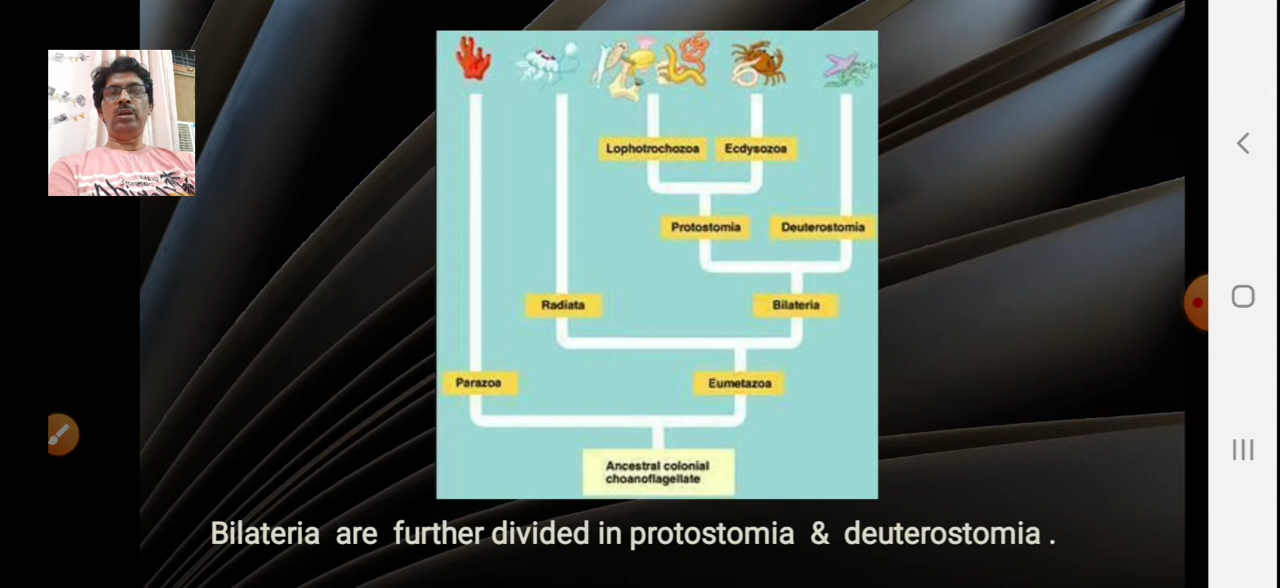 Lophotrochozoa Ecdysozoa
Protostomia Deuterostomia
Radiata Bilateria
Parazoa Eumetazoa
Ancestral colonial
choanoflagellate
Bilateria are further divided in protostomia & deuterostomia .